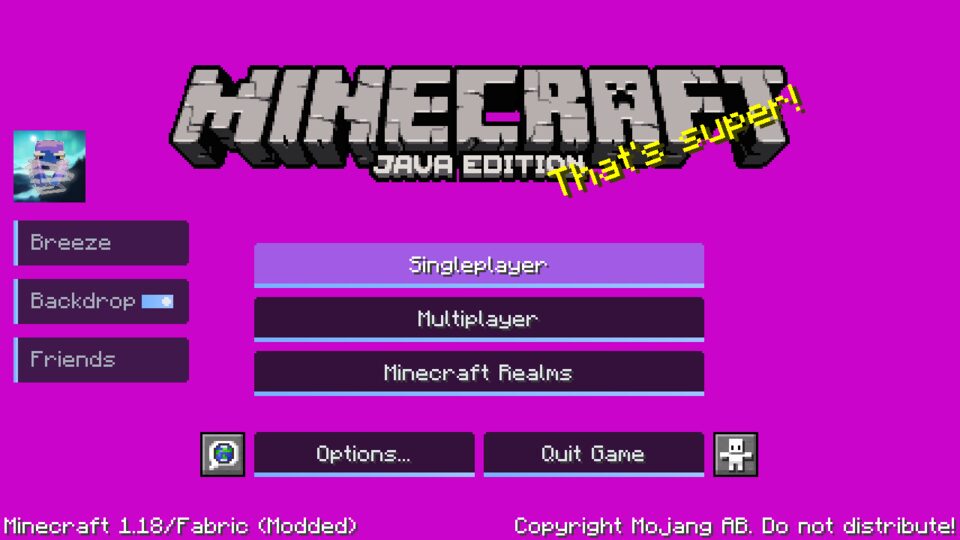 MINECRAFT
JAVA EDITION
That's super!
Breeze
Backdrop
Friends
Singleplayer
Multiplayer
Minecraft Realms
Options...
Quit Game
Minecraft 1.18/Fabric (Modded)
Copyright Mojang AB. Do not distribute!